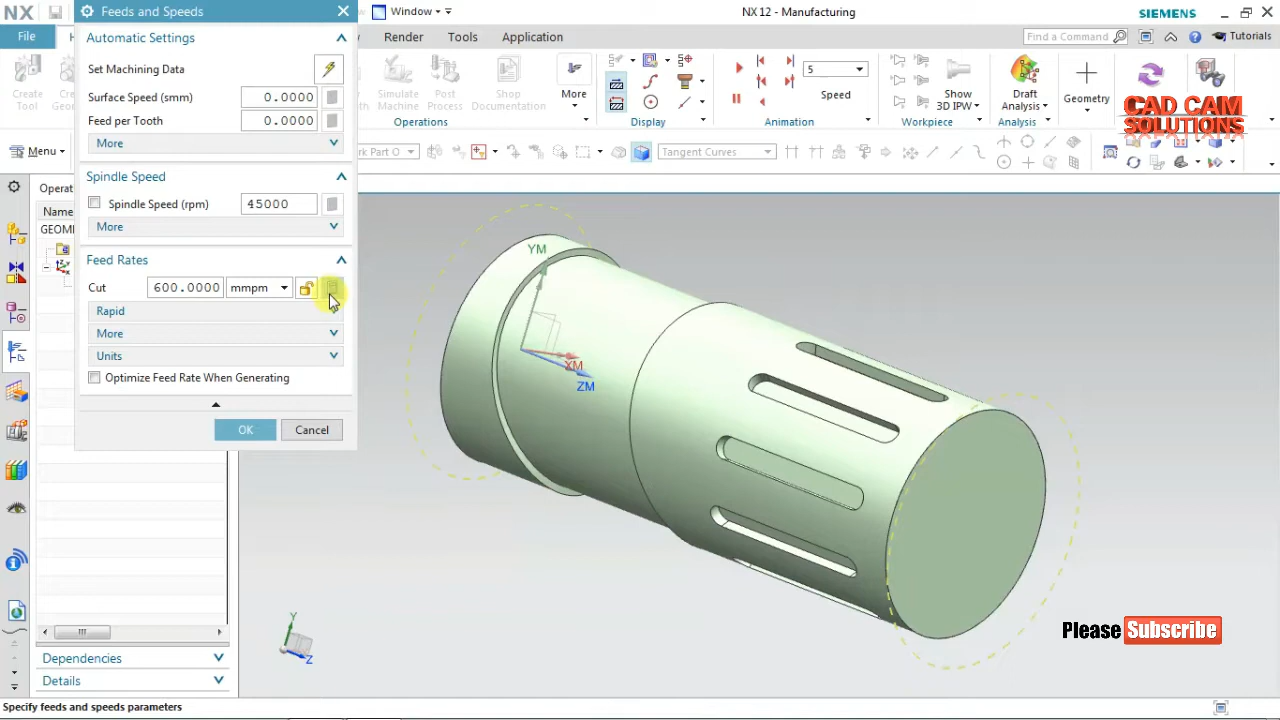 NX
Feeds and Speeds
Window
NX 12 - Manufacturing
SIEMENS
File
Render
Tools
Application
Find a Command
Tutorials
Automatic Settings
Set Machining Data
Surface Speed (smm)
0.0000
Feed per Tooth
0.0000
More
Create
Tool
Create
Simulate
Machine
Post
Process
Shop
Documentation
More
5
Speed
Show
3D IPW
Draft
Analysis
Geometry
Operations
Display
Animation
Workpiece
Analysis
CAD CAM
SOLUTIONS
Menu
Tangent Curves
Spindle Speed
Spindle Speed (rpm)
45000
More
Name
Feed Rates
Cut
600.0000
mmpm
Rapid
More
Units
Optimize Feed Rate When Generating
OK
Cancel
YM
XM
ZM
Y
Z
Please Subscribe
Dependencies
Details
Specify feeds and speeds parameters